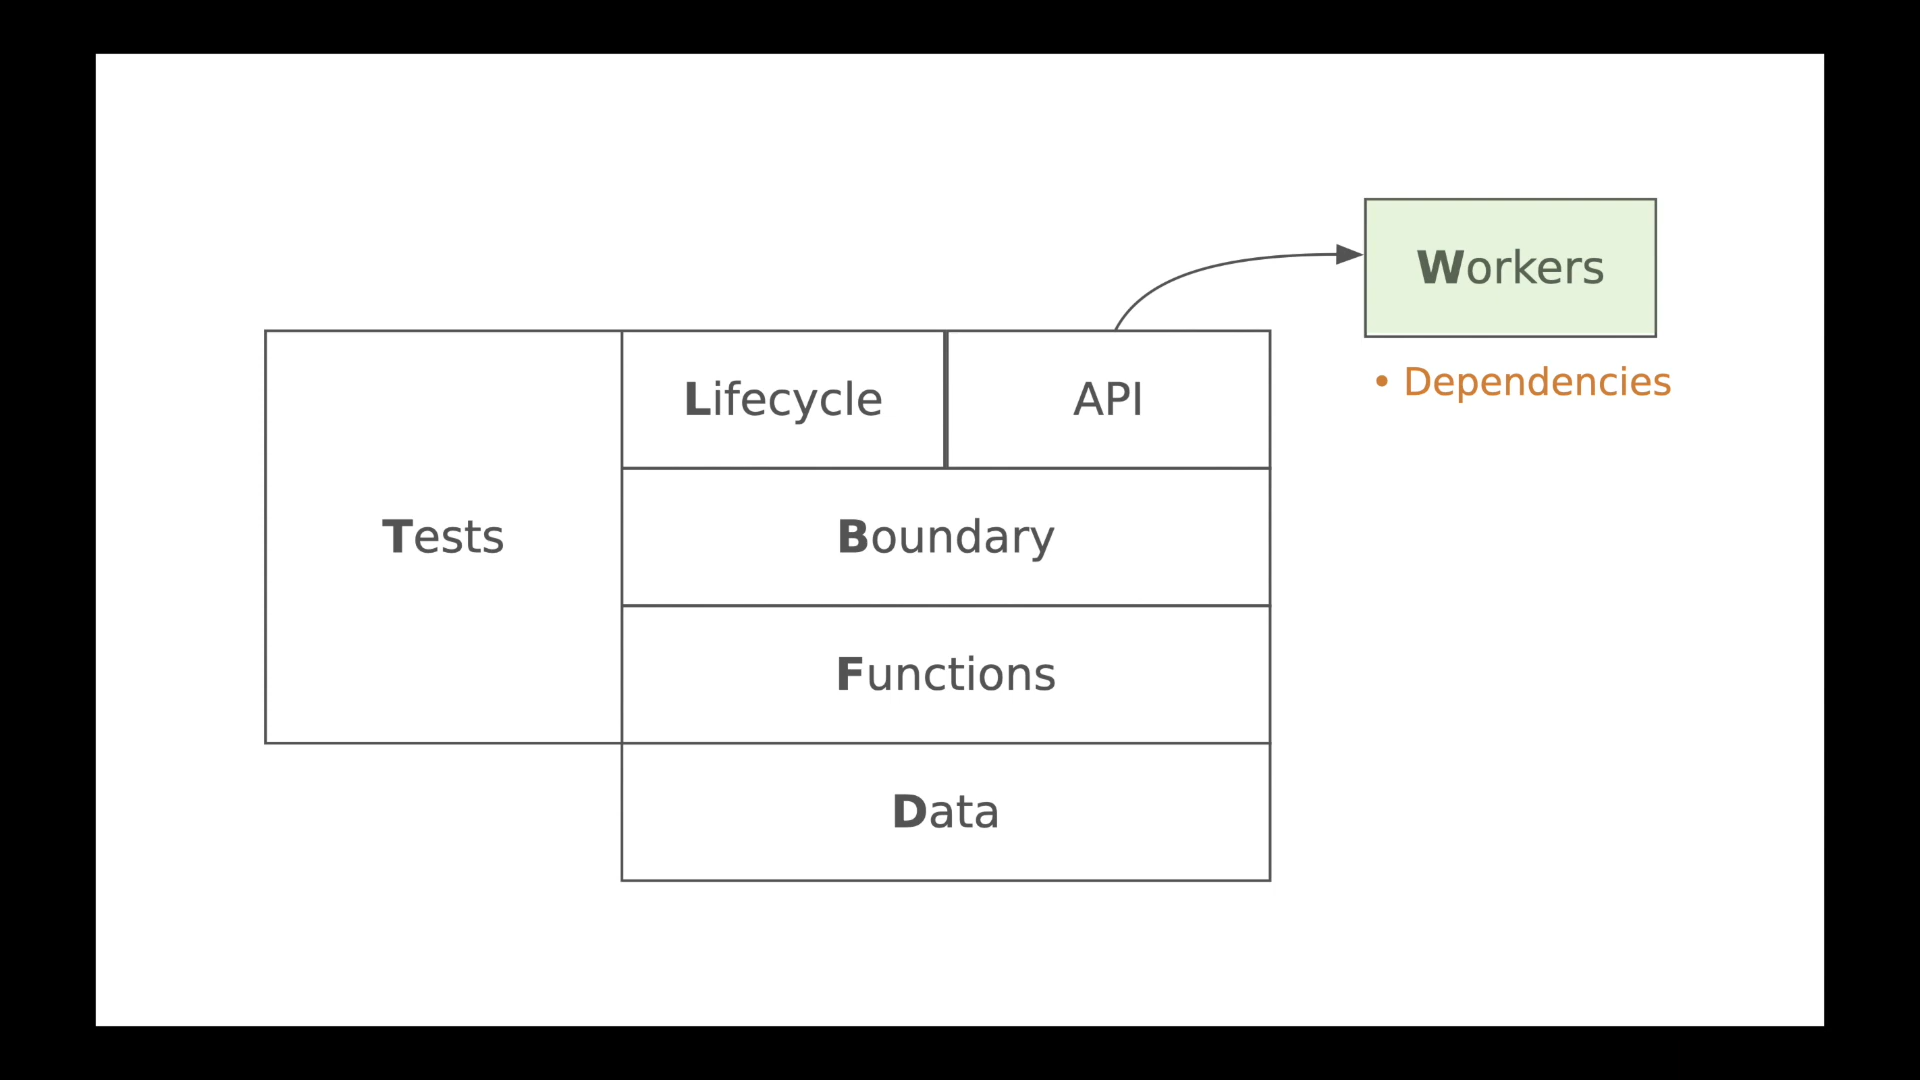 Workers
• Dependencies
Lifecycle
API
Tests
Boundary
Functions
Data